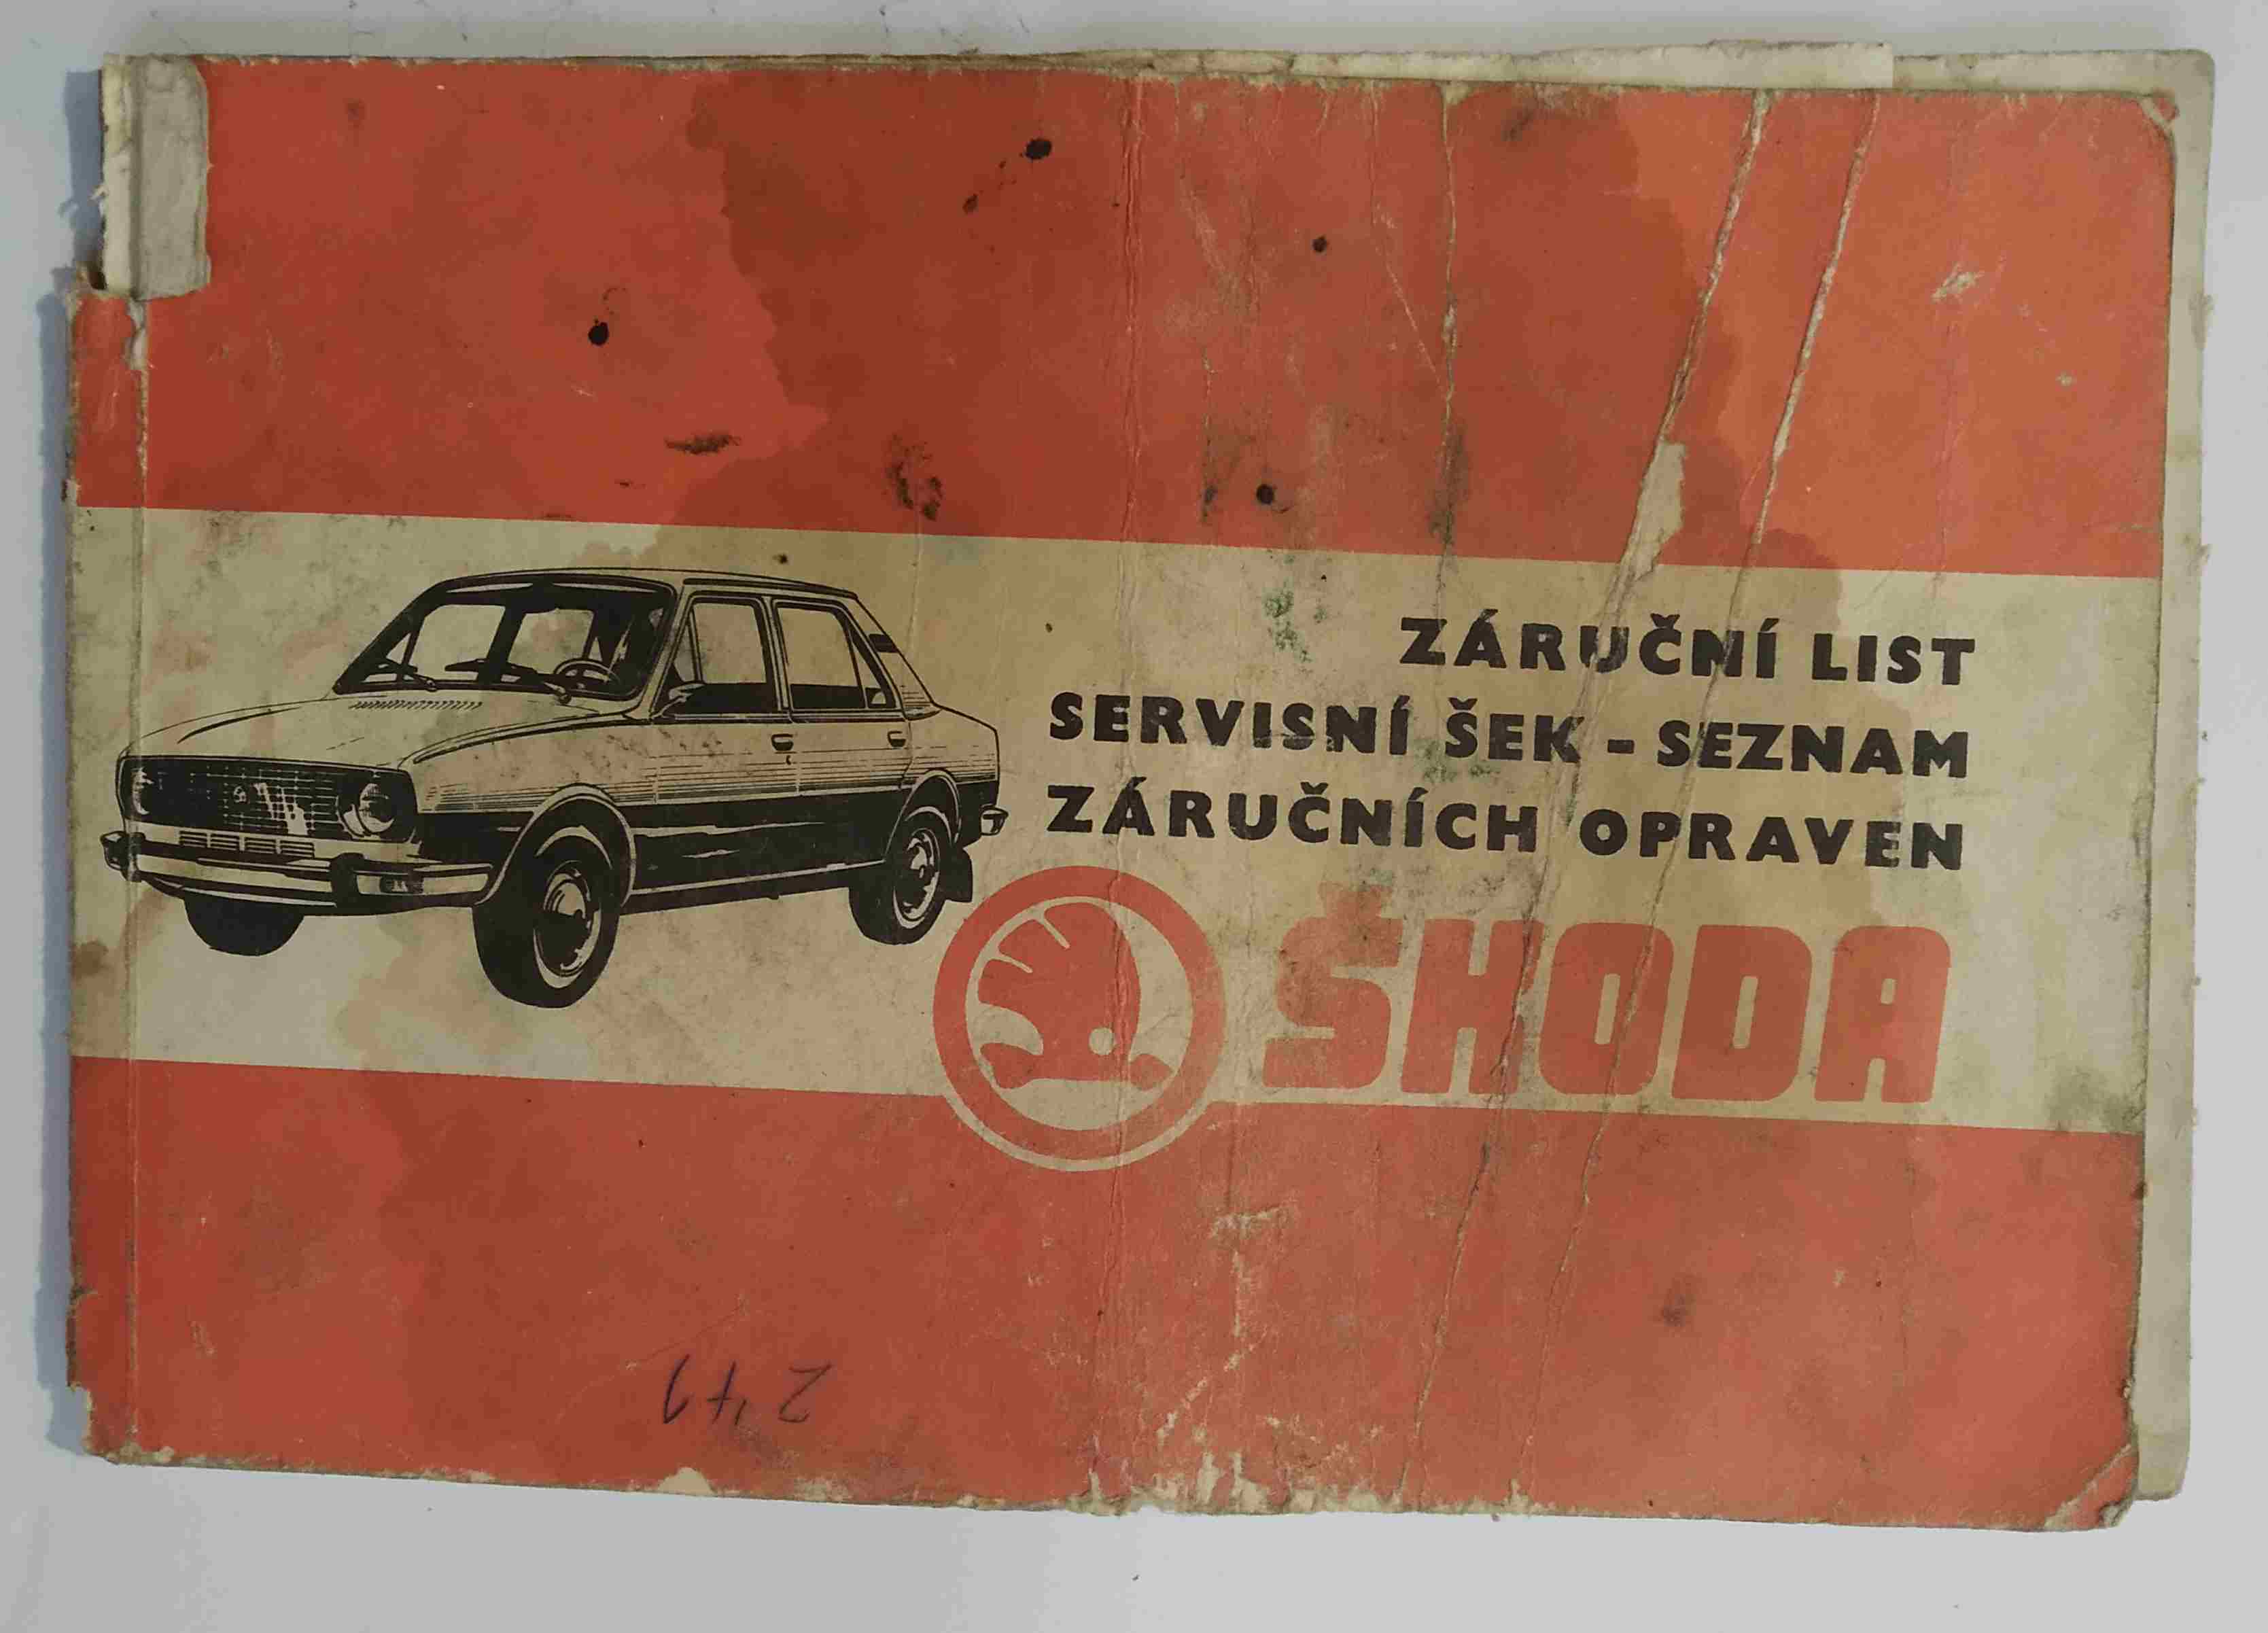 ZÁRUČNÍ LIST
SERVISNÍ ŠEK - SEZNAM
ZÁRUČNÍCH OPRAVEN
ŠKODA